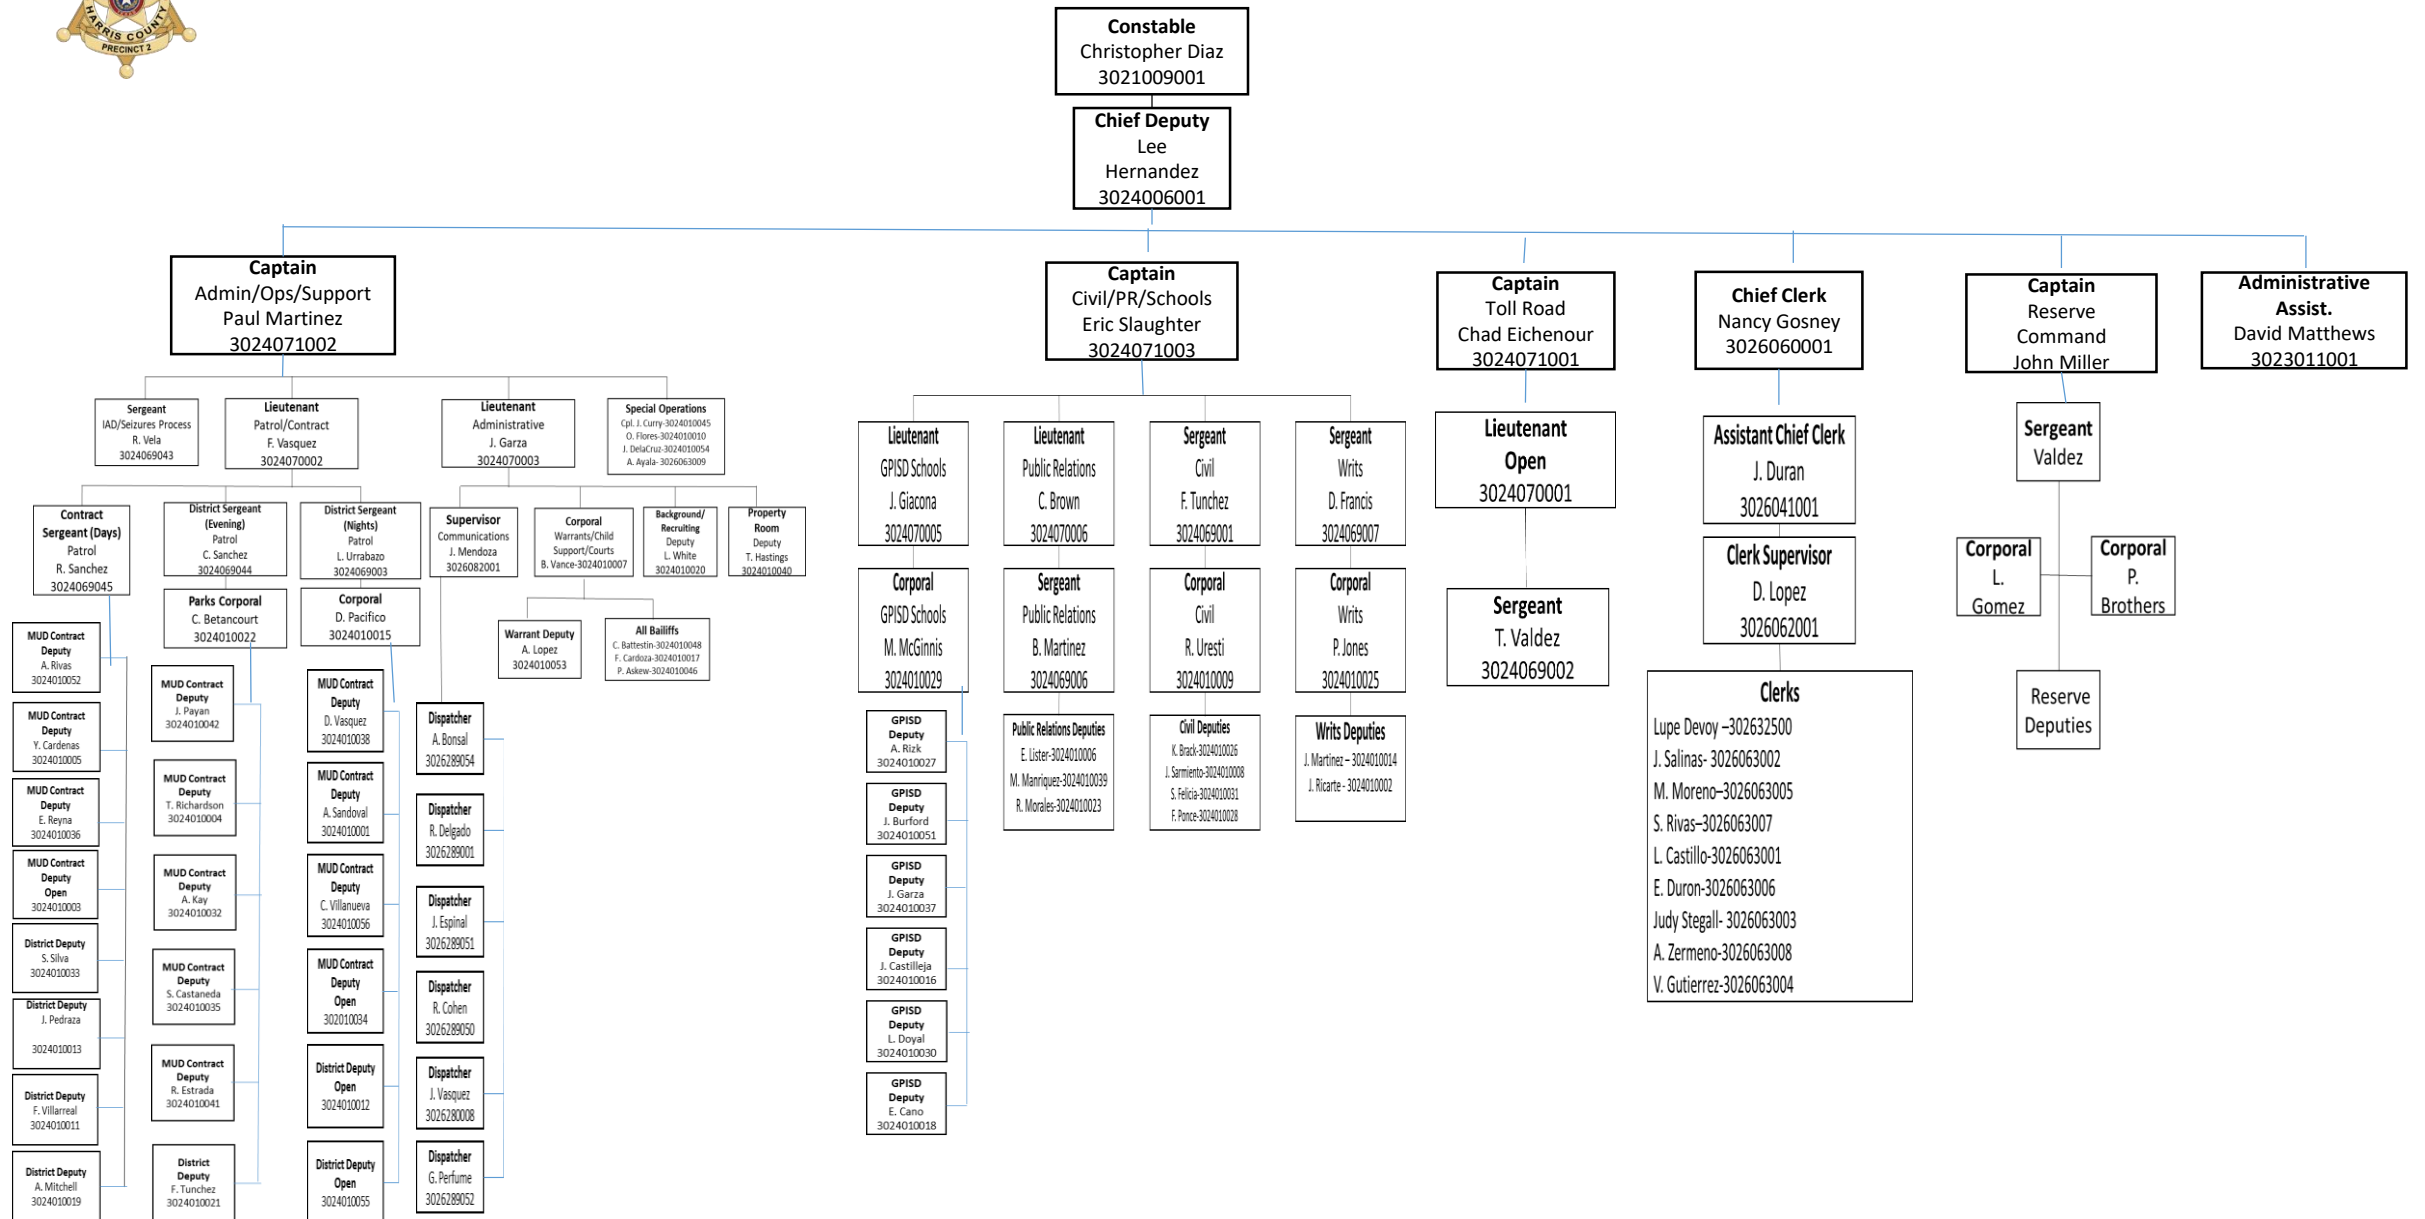 HARRIS COUNTY
PRECINCT 2
Constable
Christopher Diaz
3021009001
Chief Deputy
Lee
Hernandez
3024006001
Captain
Admin/Ops/Support
Paul Martinez
3024071002
Captain
Civil/PR/Schools
Eric Slaughter
3024071003
Captain
Toll Road
Chad Eichenour
3024071001
Chief Clerk
Nancy Gosney
3026060001
Captain
Reserve
Command
John Miller
Administrative
Assist.
David Matthews
3023011001
Sergeant
IAD/Seizures Process
R. Vela
3024069043
Lieutenant
Patrol/Contract
F. Vasquez
3024070002
Lieutenant
Administrative
J. Garza
3024070003
Special Operations
Cpl. J. Curry-3024010045
O. Flores-3024010010
J. DelaCruz-3024010054
A. Ayala-3026063009
Contract
Sergeant (Days)
Patrol
R. Sanchez
3024069045
District Sergeant
(Evening)
Patrol
C. Sanchez
3024069044
District Sergeant
(Nights)
Patrol
L. Urrabazo
3024069003
Supervisor
Communications
J. Mendoza
3026082001
Corporal
Warrants/Child
Support/Courts
B. Vance-3024010007
Background/
Recruiting
Deputy
L. White
3024010020
Property
Room
Deputy
T. Hastings
3024010040
Parks Corporal
C. Betancourt
3024010022
Corporal
D. Pacifico
3024010015
Warrant Deputy
A. Lopez
3024010053
All Bailiffs
C. Battestin-3024010048
F. Cardoza-3024010017
P. Askew-3024010046
MUD Contract
Deputy
A. Rivas
3024010052
MUD Contract
Deputy
Y. Cardenas
3024010005
MUD Contract
Deputy
E. Reyna
3024010036
MUD Contract
Deputy
Open
3024010003
District Deputy
S. Silva
3024010033
District Deputy
J. Pedraza
3024010013
District Deputy
F. Villarreal
3024010011
District Deputy
A. Mitchell
3024010019
MUD Contract
Deputy
J. Payan
3024010042
MUD Contract
Deputy
T. Richardson
3024010004
MUD Contract
Deputy
A. Kay
3024010032
MUD Contract
Deputy
S. Castaneda
3024010035
MUD Contract
Deputy
R. Estrada
3024010041
District
Deputy
F. Tunchez
3024010021
MUD Contract
Deputy
D. Vasquez
3024010038
MUD Contract
Deputy
A. Sandoval
3024010001
MUD Contract
Deputy
C. Villanueva
3024010056
MUD Contract
Deputy
Open
302010034
District Deputy
Open
3024010012
District Deputy
Open
3024010055
Dispatcher
A. Bonsal
3026289054
Dispatcher
R. Delgado
3026289001
Dispatcher
J. Espinal
3026289051
Dispatcher
R. Cohen
3026289050
Dispatcher
J. Vasquez
3026280008
Dispatcher
G. Perfume
3026289052
Lieutenant
GPISD Schools
J. Giacona
3024070005
Lieutenant
Public Relations
C. Brown
3024070006
Sergeant
Civil
F. Tunchez
3024069001
Sergeant
Writs
D. Francis
3024069007
Corporal
GPISD Schools
M. McGinnis
3024010029
Sergeant
Public Relations
B. Martinez
3024069006
Corporal
Civil
R. Uresti
3024010009
Corporal
Writs
P. Jones
3024010025
GPISD
Deputy
A. Rizk
3024010027
GPISD
Deputy
J. Burford
3024010051
GPISD
Deputy
J. Garza
3024010037
GPISD
Deputy
J. Castilleja
3024010016
GPISD
Deputy
L. Doyal
3024010030
GPISD
Deputy
E. Cano
3024010018
Public Relations Deputies
E. Lister-3024010006
M. Manriquez-3024010039
R. Morales-3024010023
Civil Deputies
K. Brack-3024010026
J. Sarmiento-3024010008
S. Felicia-3024010031
F. Ponce-3024010028
Writs Deputies
J. Martinez – 3024010014
J. Ricarte - 3024010002
Lieutenant
Open
3024070001
Sergeant
T. Valdez
3024069002
Assistant Chief Clerk
J. Duran
3026041001
Clerk Supervisor
D. Lopez
3026062001
Clerks
Lupe Devoy –302632500
J. Salinas- 3026063002
M. Moreno–3026063005
S. Rivas–3026063007
L. Castillo-3026063001
E. Duron-3026063006
Judy Stegall- 3026063003
A. Zermeno-3026063008
V. Gutierrez-3026063004
Sergeant
Valdez
Corporal
L.
Gomez
Corporal
P.
Brothers
Reserve
Deputies